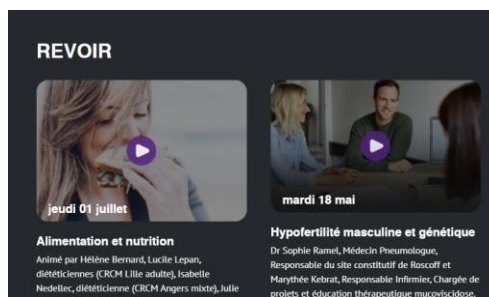 REVOIR
jeudi 01 juillet
Alimentation et nutrition
Animé par Hélène Bernard, Lucile Lepan,
diététiciennes (CRCM Lille adulte), Isabelle
Nedellec, diététicienne (CRCM Angers mixte), Julie
mardi 18 mai
Hypofertilité masculine et génétique
Dr Sophie Ramel, Médecin Pneumologue,
Responsable du site constitutif de Roscoff et
Marythée Kebrat, Responsable Infirmier, Chargée de
projets et éducation thérapeutique mucoviscidose.